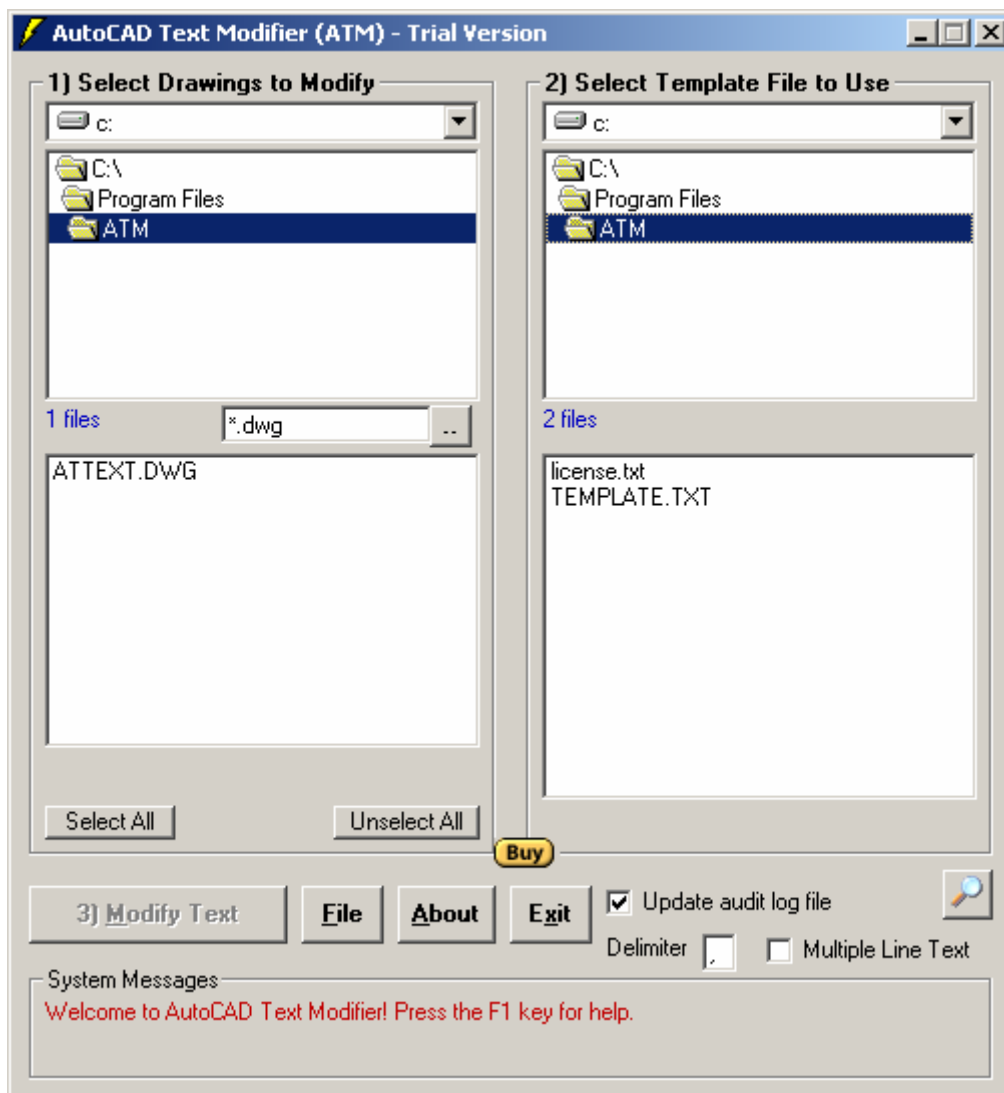 AutoCAD Text Modifier (ATM) - Trial Version
1) Select Drawings to Modify
c:
C:\
Program Files
ATM
1 files
*.dwg
..
ATTEXT.DWG
Select All
Unselect All
2) Select Template File to Use
c:
C:\
Program Files
ATM
2 files
license.txt
TEMPLATE.TXT
Buy
3) Modify Text
File
About
Exit
Update audit log file
Delimiter
,
Multiple Line Text
System Messages
Welcome to AutoCAD Text Modifier! Press the F1 key for help.